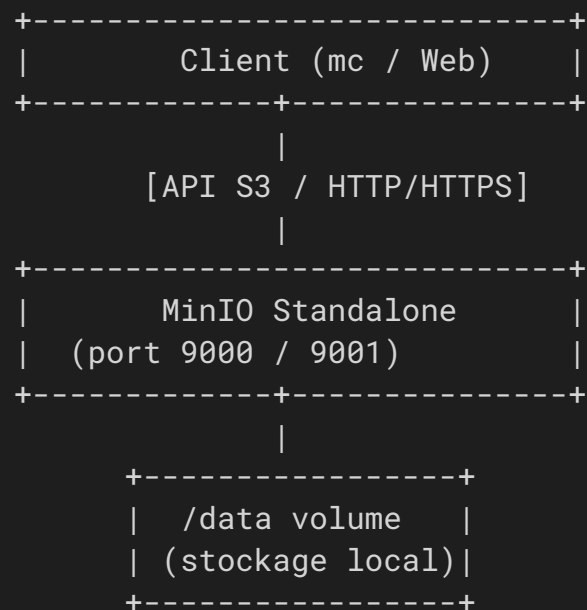 +-----------------------------+
|        Client (mc / Web)    |
+-------------+---------------+
              |
       [API S3 / HTTP/HTTPS]
              |
+-----------------------------+
|       MinIO Standalone      |
|  (port 9000 / 9001)         |
+-------------+---------------+
              |
      +-----------------+
      |  /data volume   |
      | (stockage local)|
      +-----------------+